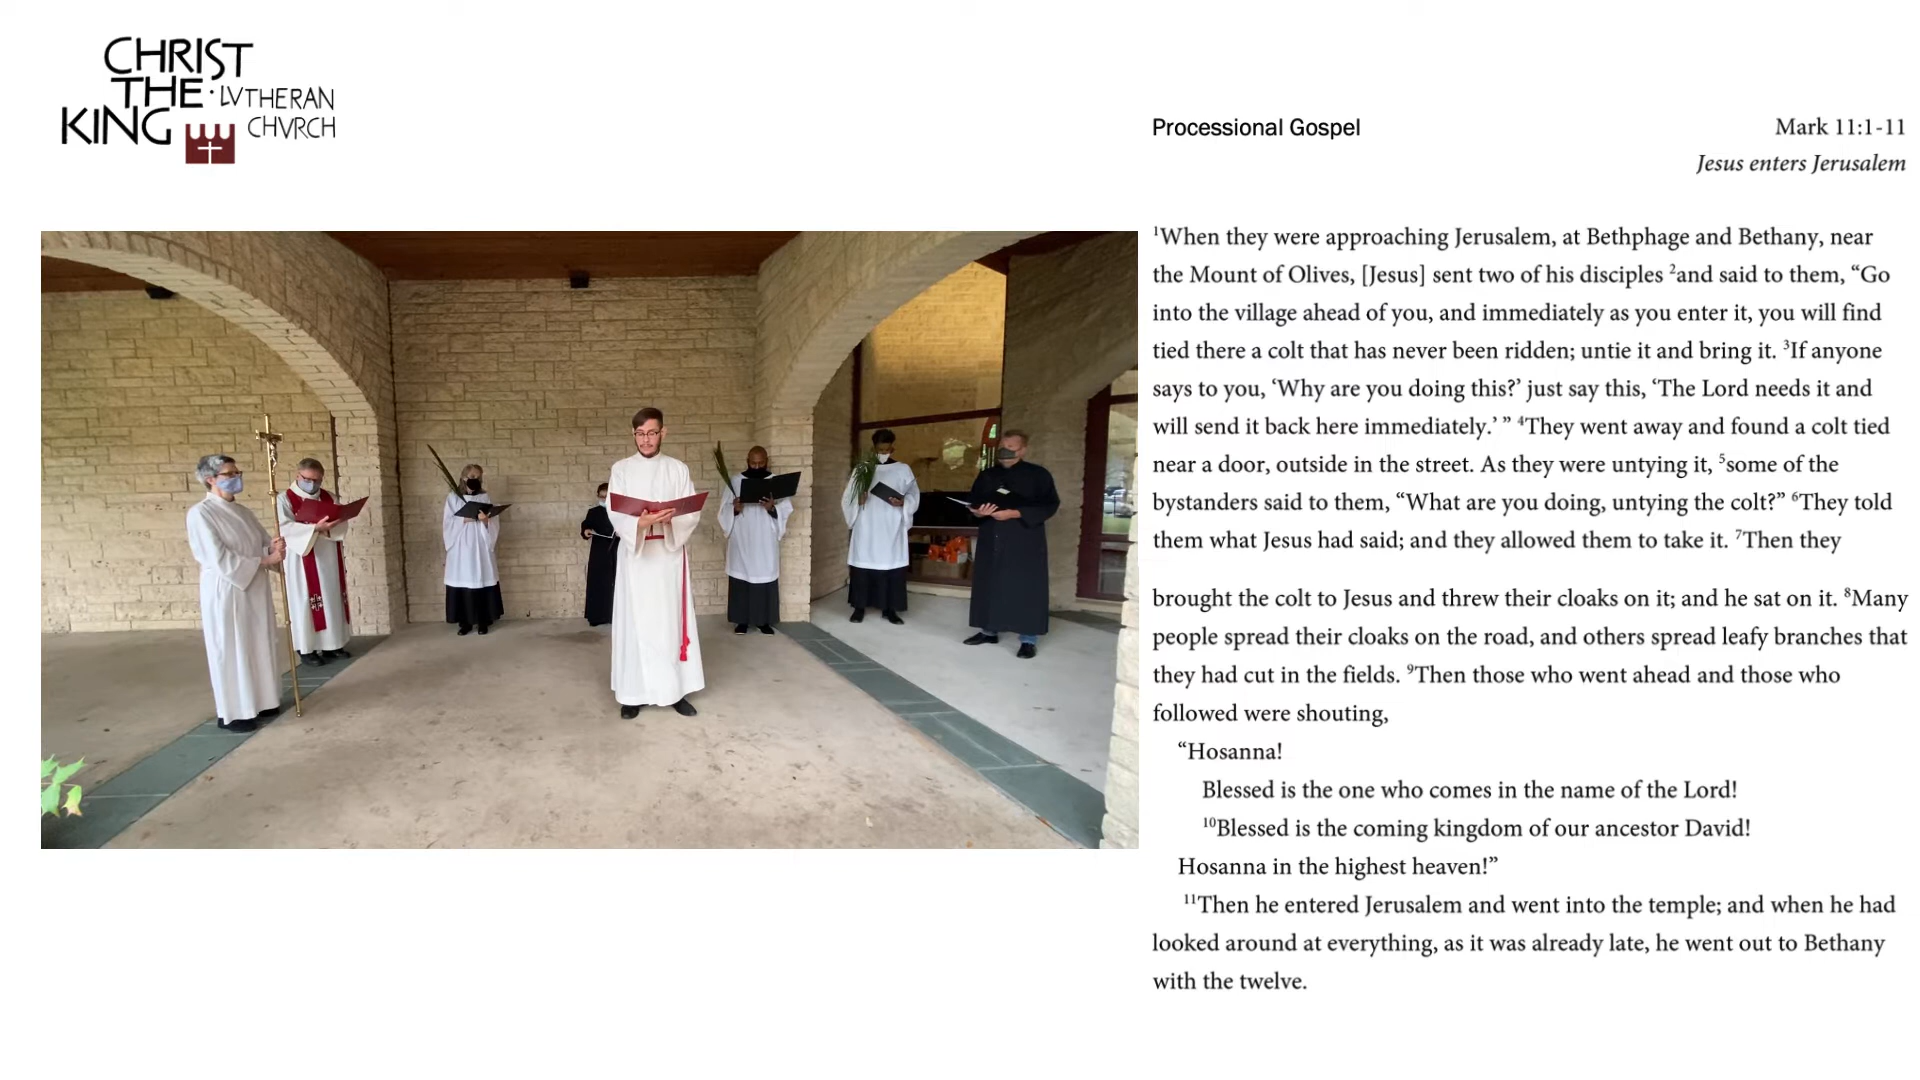 CHRIST
THE · LVTHERAN
KING CHVRCH
Processional Gospel Mark 11:1-11
Jesus enters Jerusalem
¹When they were approaching Jerusalem, at Bethphage and Bethany, near
the Mount of Olives, [Jesus] sent two of his disciples ²and said to them, “Go
into the village ahead of you, and immediately as you enter it, you will find
tied there a colt that has never been ridden; untie it and bring it. ³If anyone
says to you, ‘Why are you doing this?’ just say this, ‘The Lord needs it and
will send it back here immediately.’ ” ⁴They went away and found a colt tied
near a door, outside in the street. As they were untying it, ⁵some of the
bystanders said to them, “What are you doing, untying the colt?” ⁶They told
them what Jesus had said; and they allowed them to take it. ⁷Then they
brought the colt to Jesus and threw their cloaks on it; and he sat on it. ⁸Many
people spread their cloaks on the road, and others spread leafy branches that
they had cut in the fields. ⁹Then those who went ahead and those who
followed were shouting,
“Hosanna!
Blessed is the one who comes in the name of the Lord!
¹⁰Blessed is the coming kingdom of our ancestor David!
Hosanna in the highest heaven!”
¹¹Then he entered Jerusalem and went into the temple; and when he had
looked around at everything, as it was already late, he went out to Bethany
with the twelve.